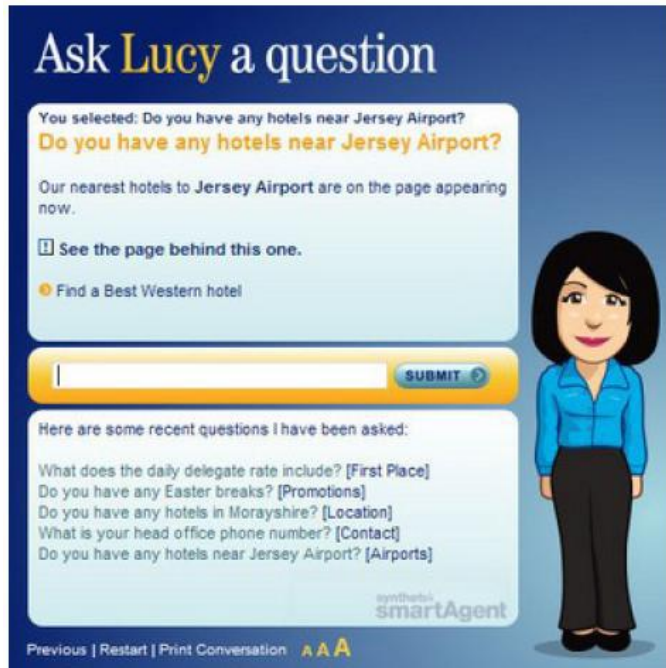 Ask Lucy a question
You selected: Do you have any hotels near Jersey Airport?
Do you have any hotels near Jersey Airport?
Our nearest hotels to Jersey Airport are on the page appearing
now.
See the page behind this one.
Find a Best Western hotel
SUBMIT
Here are some recent questions I have been asked:
What does the daily delegate rate include? [First Place]
Do you have any Easter breaks? [Promotions]
Do you have any hotels in Morayshire? [Location]
What is your head office phone number? [Contact]
Do you have any hotels near Jersey Airport? [Airports]
smartAgent
Previous | Restart | Print Conversation A A A